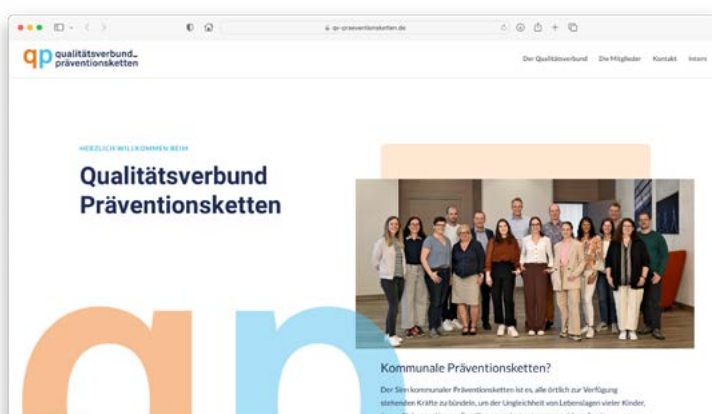 qv-praeventionsketten.de
qp qualitätsverbund_
präventionsketten
Der Qualitätsverbund Die Mitglieder Kontakt Intern
HERZLICH WILLKOMMEN BEIM
Qualitätsverbund
Präventionsketten
qp
Kommunale Präventionsketten?
Der Sinn kommunaler Präventionsketten ist es, alle örtlich zur Verfügung
stehenden Kräfte zu bündeln, um der Ungleichheit von Lebenslagen vieler Kinder,